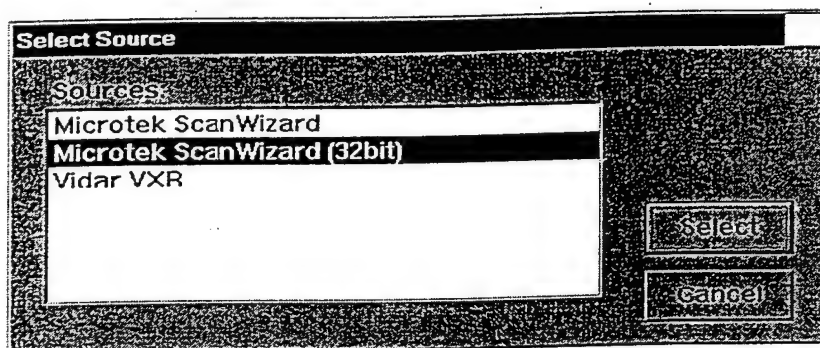 Select Source
Sources:
Microtek ScanWizard
Microtek ScanWizard (32bit)
Vidar VXR
Select
Cancel